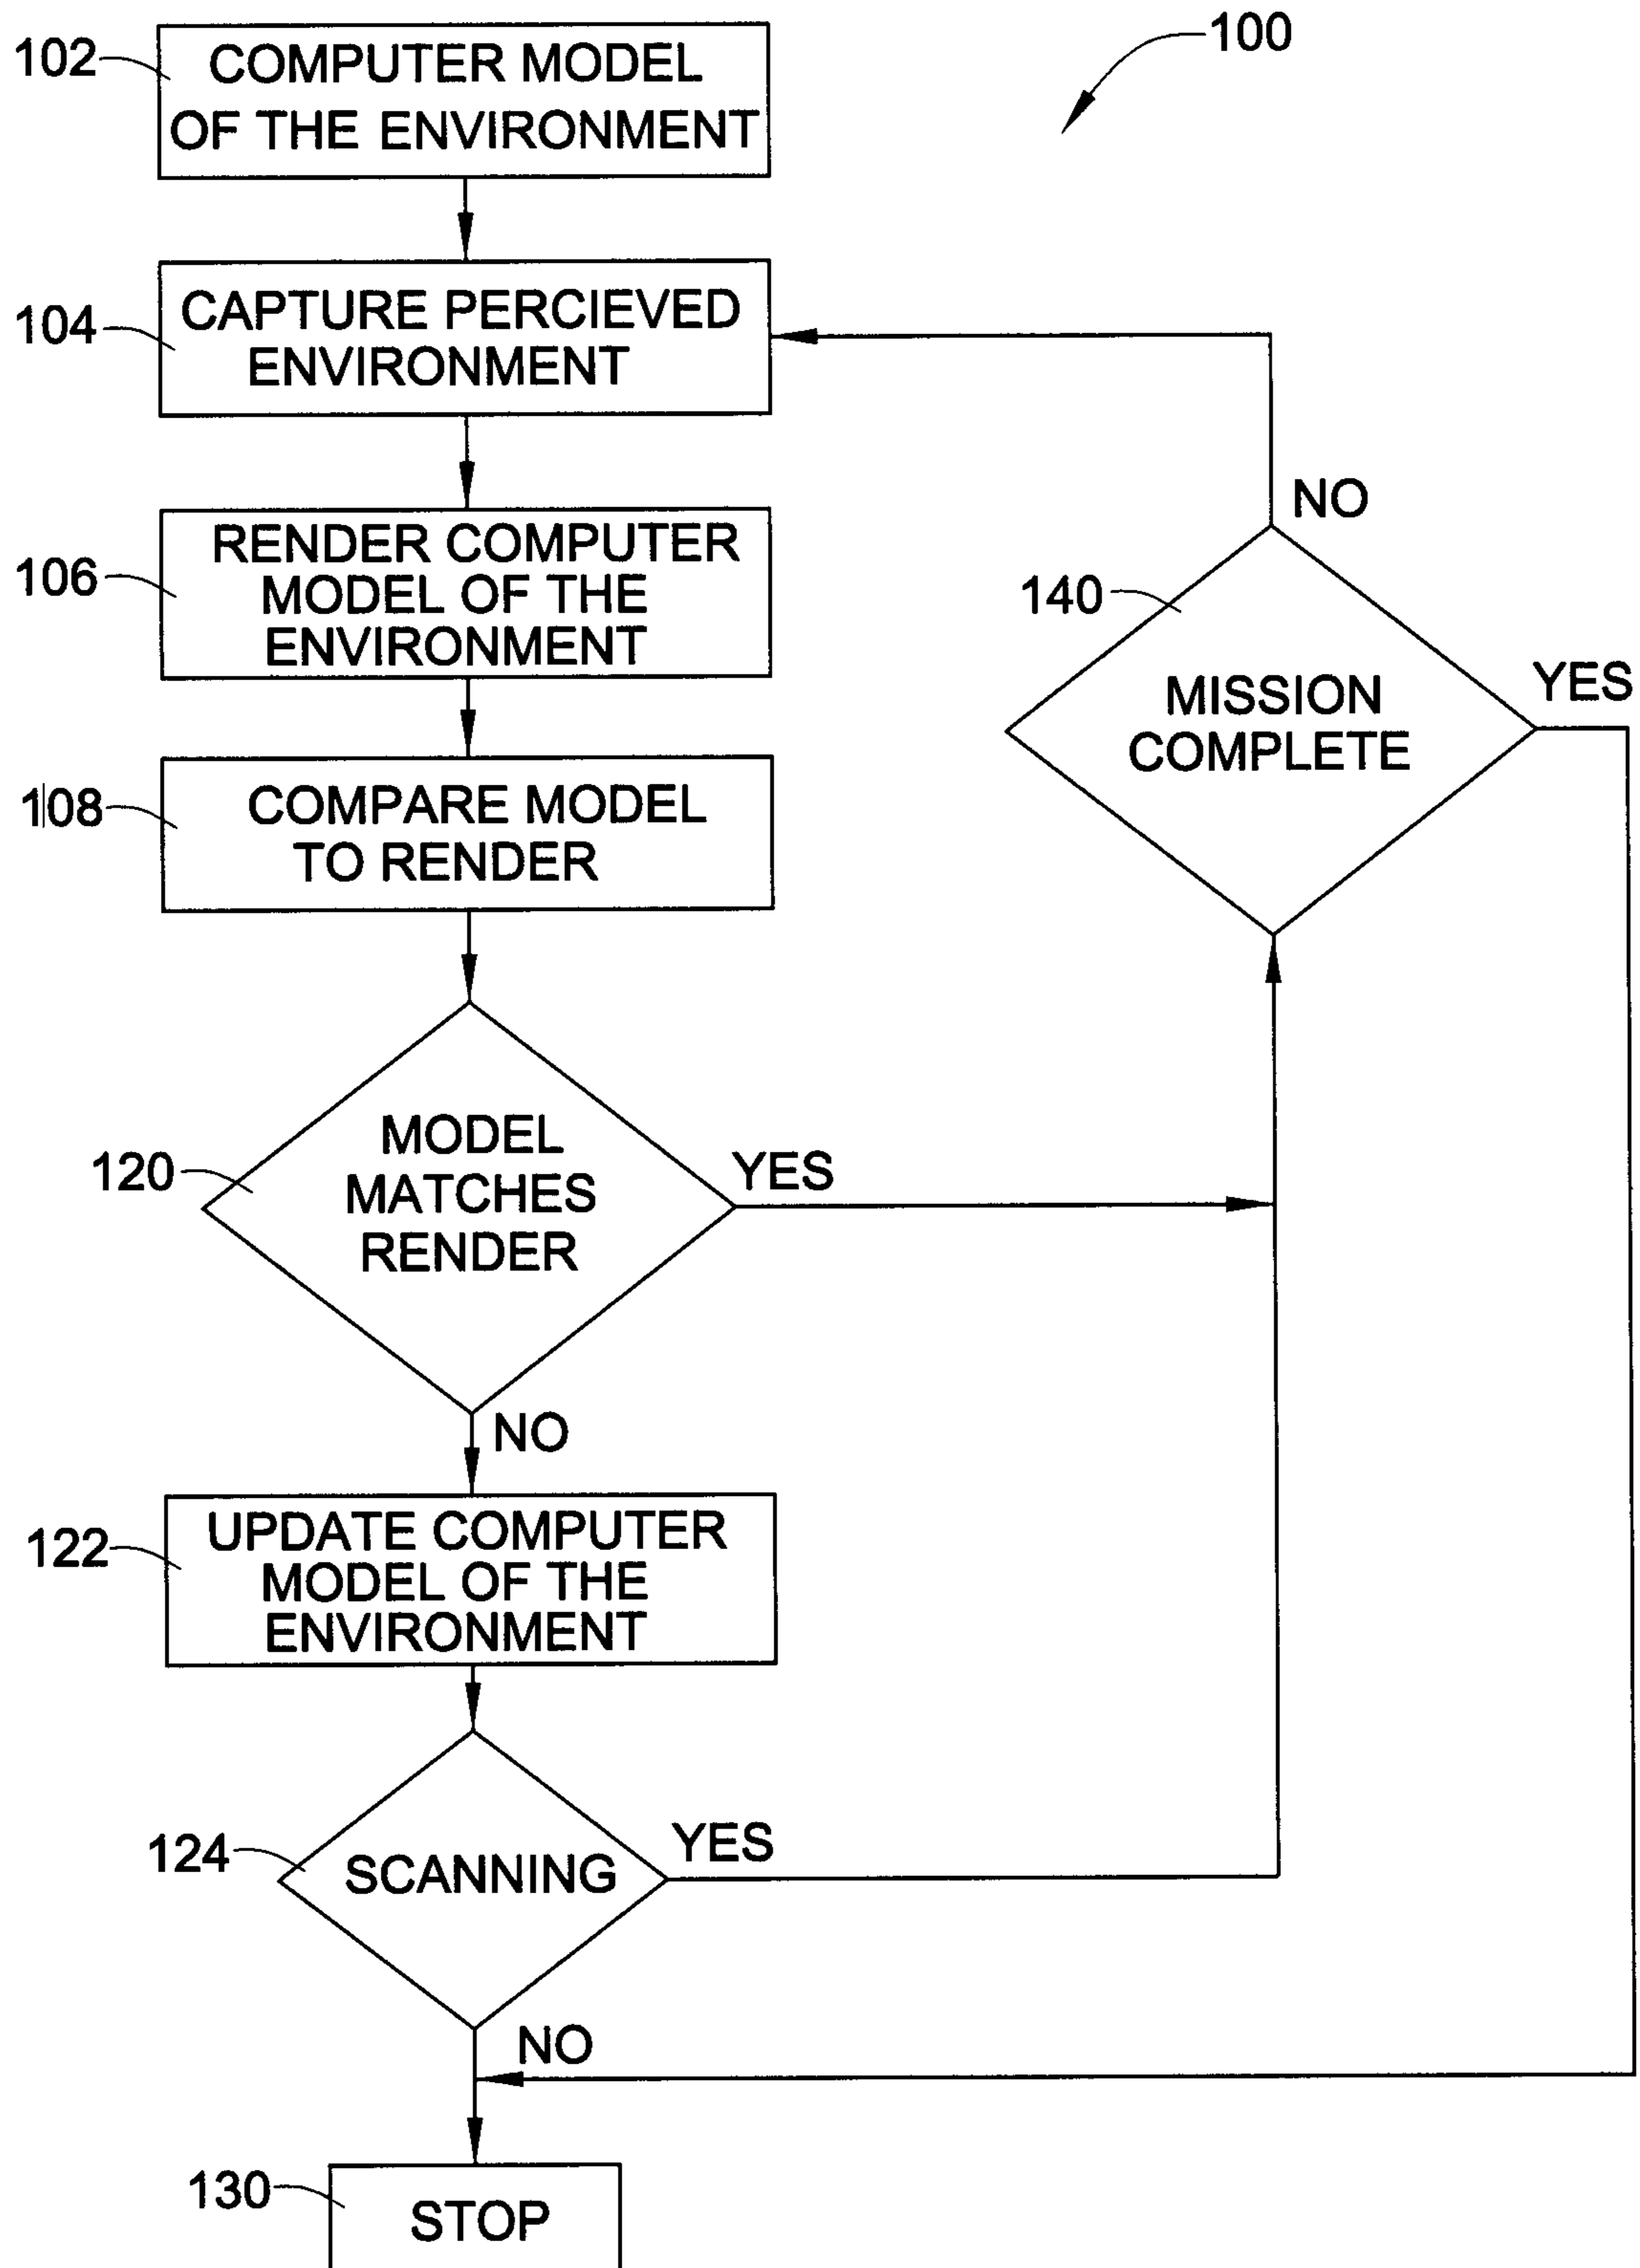 100
102
COMPUTER MODEL
OF THE ENVIRONMENT
104
CAPTURE PERCIEVED
ENVIRONMENT
106
RENDER COMPUTER
MODEL OF THE
ENVIRONMENT
108
COMPARE MODEL
TO RENDER
120
MODEL
MATCHES
RENDER
YES
NO
122
UPDATE COMPUTER
MODEL OF THE
ENVIRONMENT
124
SCANNING
YES
NO
130
STOP
140
MISSION
COMPLETE
NO
YES